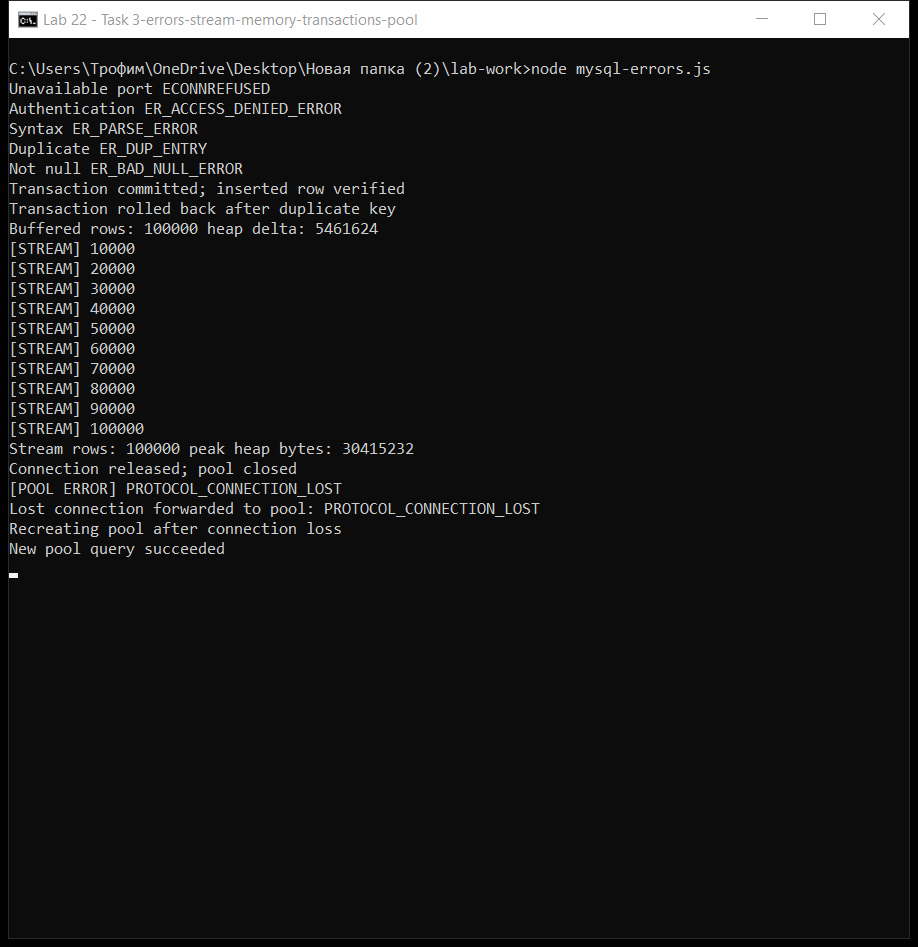 Lab 22 - Task 3-errors-stream-memory-transactions-pool
C:\Users\Трофим\OneDrive\Desktop\Новая папка (2)\lab-work>node mysql-errors.js
Unavailable port ECONNREFUSED
Authentication ER_ACCESS_DENIED_ERROR
Syntax ER_PARSE_ERROR
Duplicate ER_DUP_ENTRY
Not null ER_BAD_NULL_ERROR
Transaction committed; inserted row verified
Transaction rolled back after duplicate key
Buffered rows: 100000 heap delta: 5461624
[STREAM] 10000
[STREAM] 20000
[STREAM] 30000
[STREAM] 40000
[STREAM] 50000
[STREAM] 60000
[STREAM] 70000
[STREAM] 80000
[STREAM] 90000
[STREAM] 100000
Stream rows: 100000 peak heap bytes: 30415232
Connection released; pool closed
[POOL ERROR] PROTOCOL_CONNECTION_LOST
Lost connection forwarded to pool: PROTOCOL_CONNECTION_LOST
Recreating pool after connection loss
New pool query succeeded